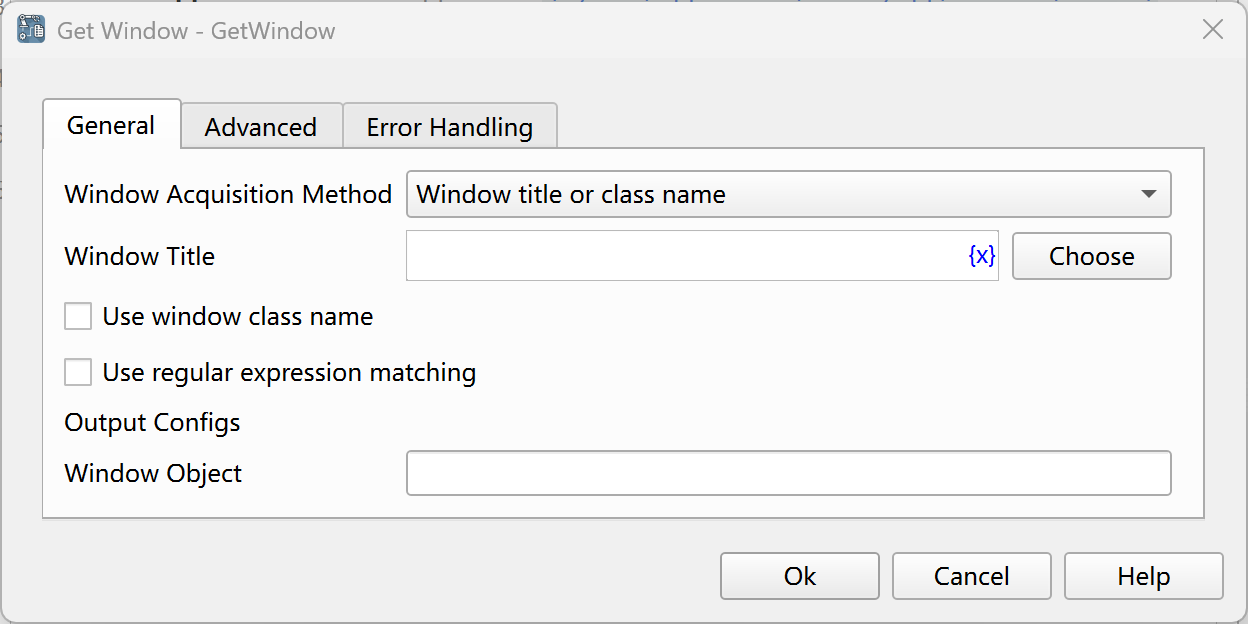 Get Window - GetWindow
General Advanced Error Handling
Window Acquisition Method Window title or class name
Window Title {x} Choose
Use window class name
Use regular expression matching
Output Configs
Window Object
Ok Cancel Help